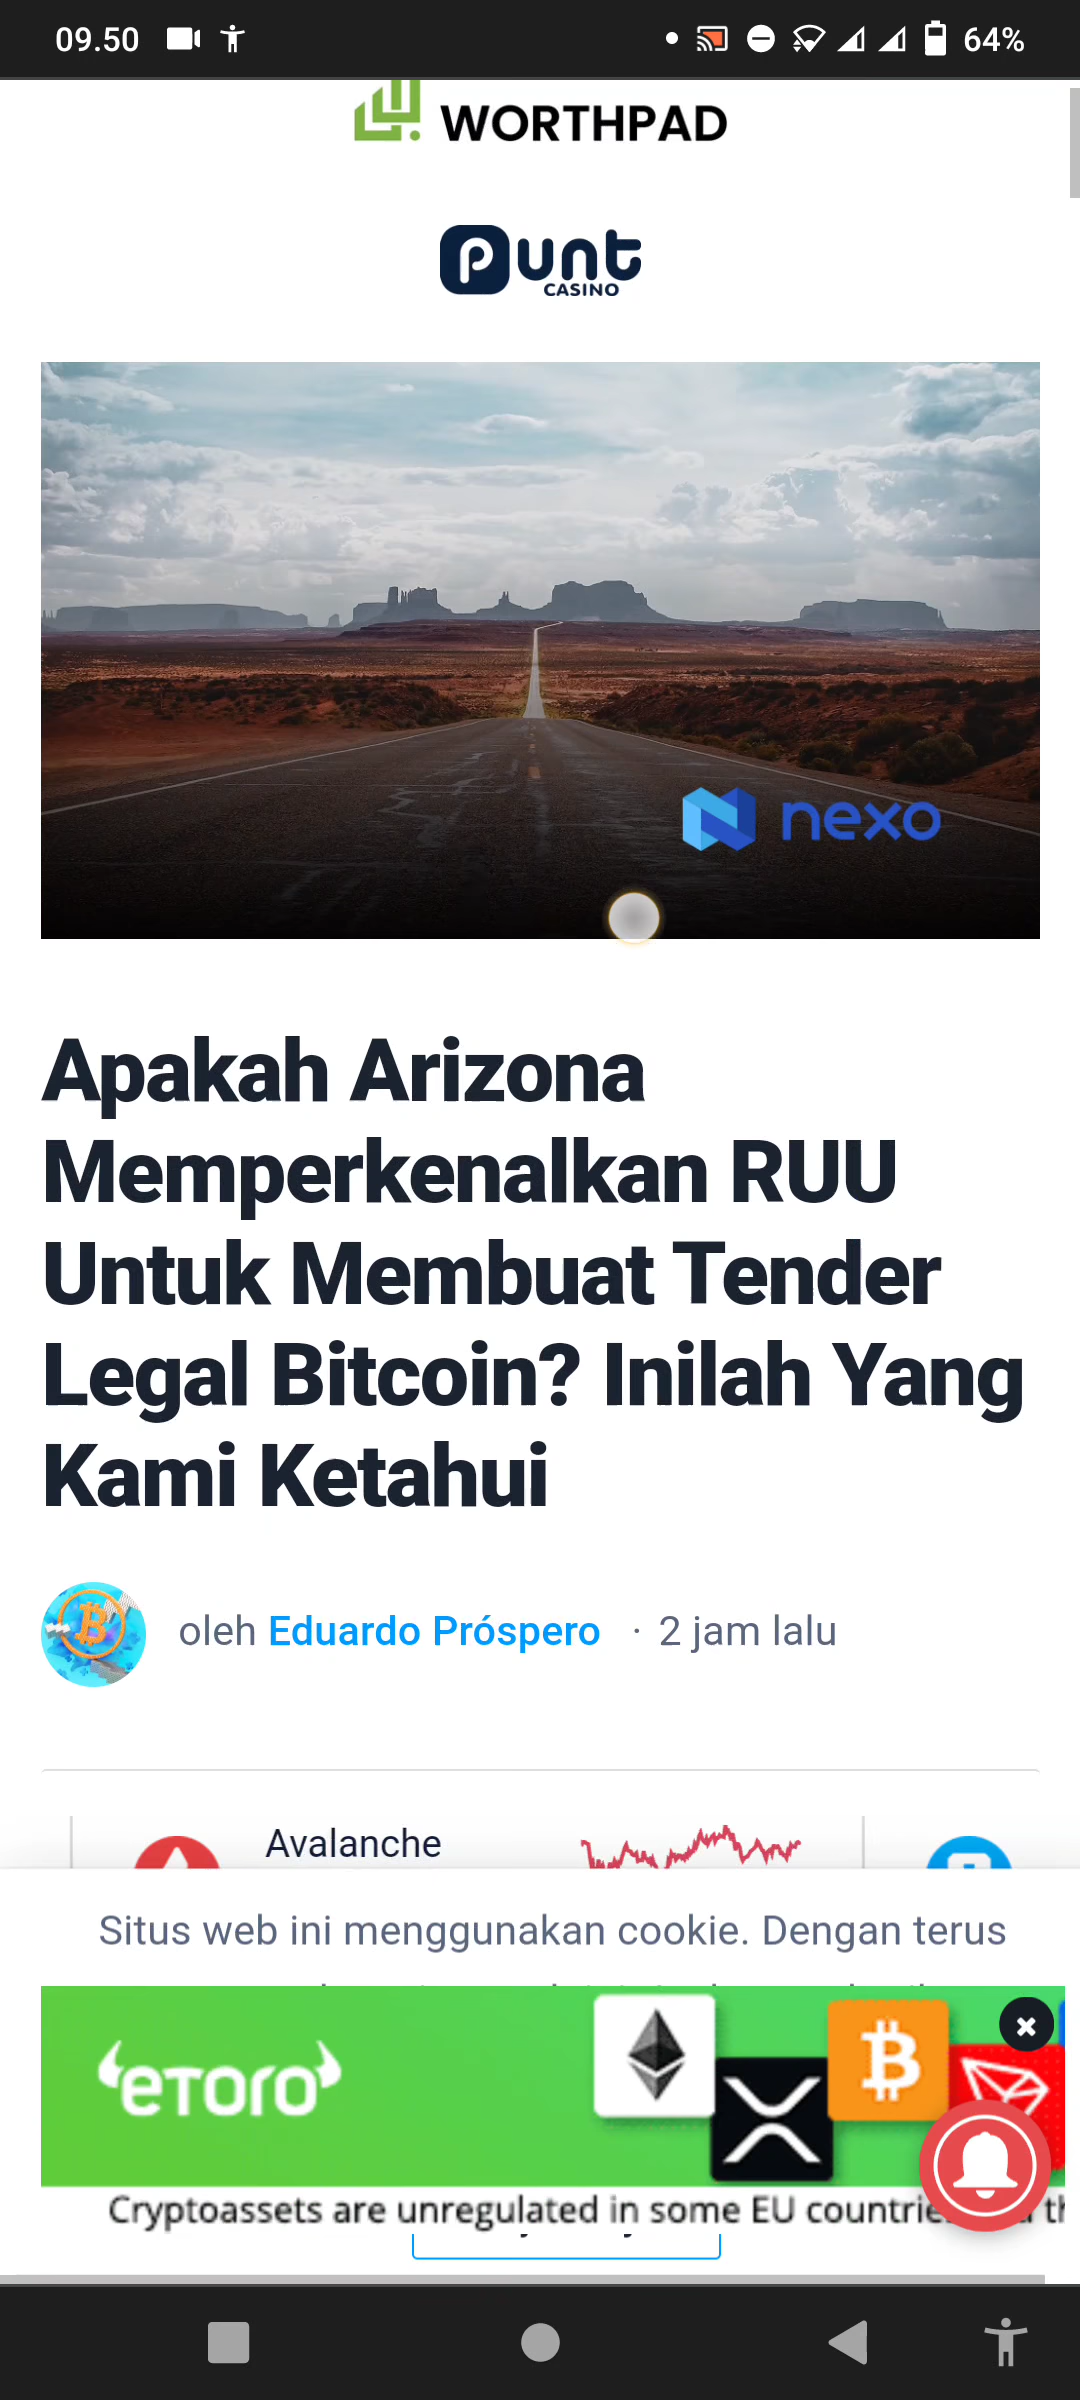 09.50
64%
WORTHPAD
Punt
CASINO
nexo
Apakah Arizona
Memperkenalkan RUU
Untuk Membuat Tender
Legal Bitcoin? Inilah Yang
Kami Ketahui
oleh Eduardo Próspero · 2 jam lalu
Avalanche
Situs web ini menggunakan cookie. Dengan terus
eToro
Cryptoassets are unregulated in some EU